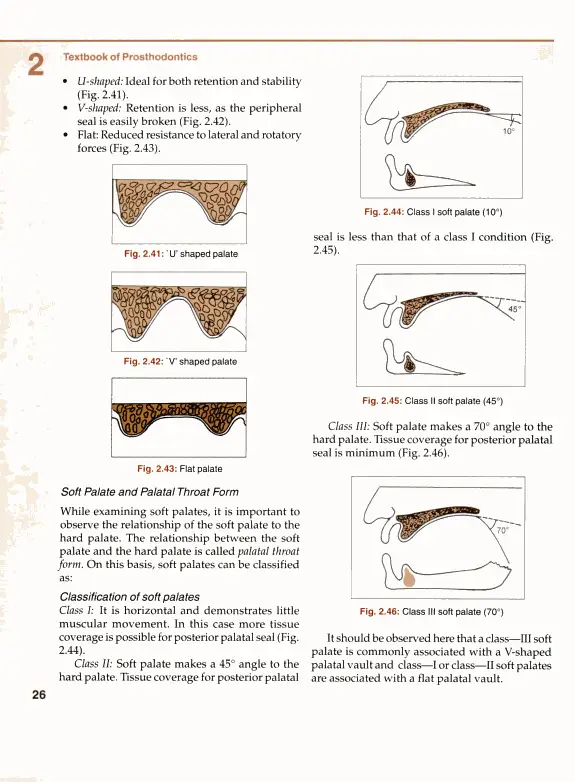 2
Textbook of Prosthodontics
• U-shaped: Ideal for both retention and stability
(Fig. 2.41).
• V-shaped: Retention is less, as the peripheral
seal is easily broken (Fig. 2.42).
• Flat: Reduced resistance to lateral and rotatory
forces (Fig. 2.43).
Fig. 2.41: `U' shaped palate
Fig. 2.42: `V' shaped palate
Fig. 2.43: Flat palate
Soft Palate and Palatal Throat Form
While examining soft palates, it is important to
observe the relationship of the soft palate to the
hard palate. The relationship between the soft
palate and the hard palate is called palatal throat
form. On this basis, soft palates can be classified
as:
Classification of soft palates
Class I: It is horizontal and demonstrates little
muscular movement. In this case more tissue
coverage is possible for posterior palatal seal (Fig.
2.44).
Class II: Soft palate makes a 45° angle to the
hard palate. Tissue coverage for posterior palatal
26
10°
Fig. 2.44: Class I soft palate (10°)
seal is less than that of a class I condition (Fig.
2.45).
45°
Fig. 2.45: Class II soft palate (45°)
Class III: Soft palate makes a 70° angle to the
hard palate. Tissue coverage for posterior palatal
seal is minimum (Fig. 2.46).
70°
Fig. 2.46: Class III soft palate (70°)
It should be observed here that a class—III soft
palate is commonly associated with a V-shaped
palatal vault and class—I or class—II soft palates
are associated with a flat palatal vault.